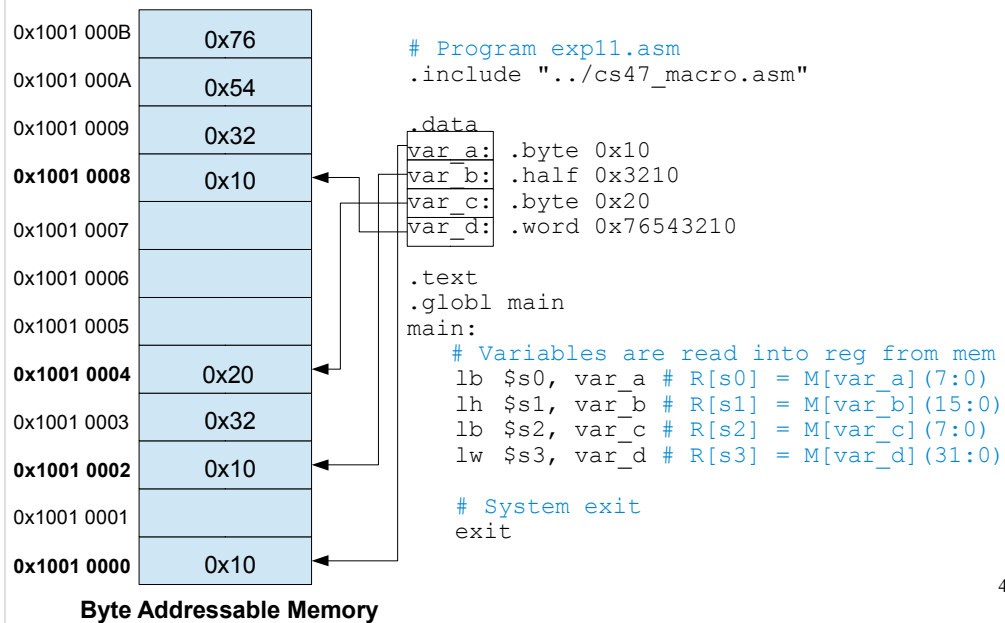 0x1001 000B 0x76
0x1001 000A 0x54
0x1001 0009 0x32
0x1001 0008 0x10
0x1001 0007
0x1001 0006
0x1001 0005
0x1001 0004 0x20
0x1001 0003 0x32
0x1001 0002 0x10
0x1001 0001
0x1001 0000 0x10
Byte Addressable Memory
# Program exp11.asm
.include "../cs47_macro.asm"
.data
var_a: .byte 0x10
var_b: .half 0x3210
var_c: .byte 0x20
var_d: .word 0x76543210
.text
.globl main
main:
# Variables are read into reg from mem
lb $s0, var_a # R[s0] = M[var_a](7:0)
lh $s1, var_b # R[s1] = M[var_b](15:0)
lb $s2, var_c # R[s2] = M[var_c](7:0)
lw $s3, var_d # R[s3] = M[var_d](31:0)
# System exit
exit
4